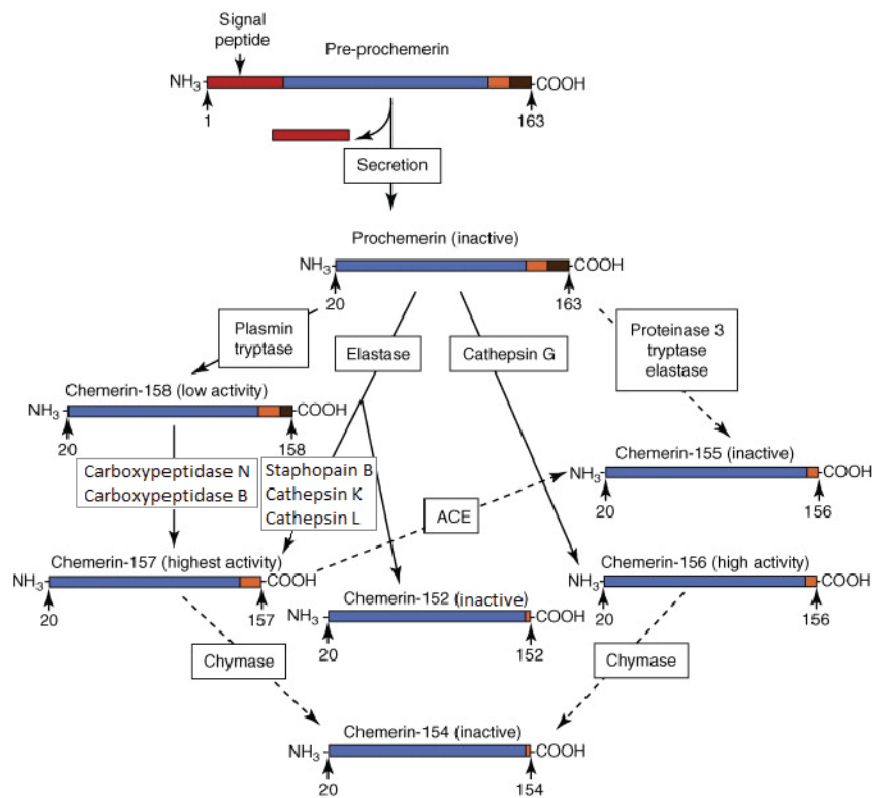 Signal
peptide
Pre-prochemerin
NH3 COOH
1 163
Secretion
Prochemerin (inactive)
NH3 COOH
20 163
Plasmin
tryptase
Elastase
Cathepsin G
Proteinase 3
tryptase
elastase
Chemerin-158 (low activity)
NH3 COOH
20 158
Carboxypeptidase N
Carboxypeptidase B
Staphopain B
Cathepsin K
Cathepsin L
ACE
Chemerin-155 (inactive)
NH3 COOH
20 156
Chemerin-157 (highest activity)
NH3 COOH
20 157
Chemerin-152 (inactive)
NH3 COOH
20 152
Chemerin-156 (high activity)
NH3 COOH
20 156
Chymase
Chymase
Chemerin-154 (inactive)
NH3 COOH
20 154